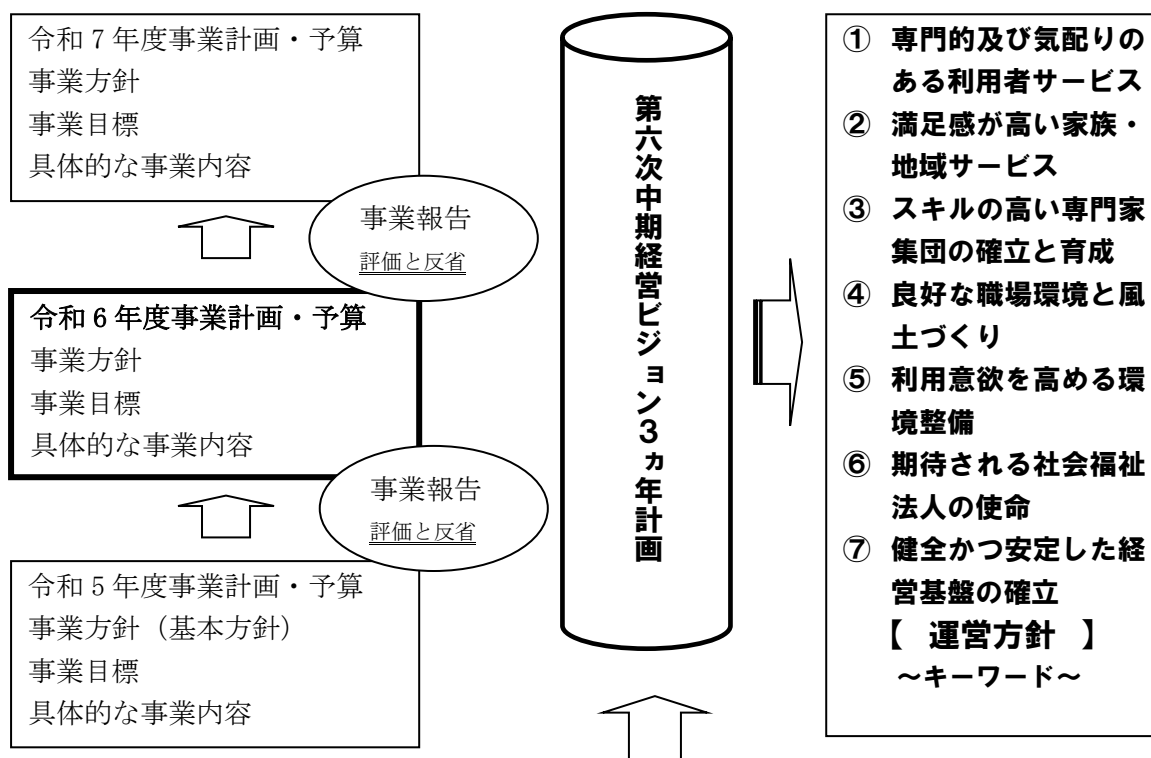 令和７年度事業計画・予算
事業方針
事業目標
具体的な事業内容
事業報告
評価と反省
令和６年度事業計画・予算
事業方針
事業目標
具体的な事業内容
事業報告
評価と反省
令和５年度事業計画・予算
事業方針（基本方針）
事業目標
具体的な事業内容
第六次中期経営ビジョン３ヵ年計画
① 専門的及び気配りの
ある利用者サービス
② 満足感が高い家族・
地域サービス
③ スキルの高い専門家
集団の確立と育成
④ 良好な職場環境と風
土づくり
⑤ 利用意欲を高める環
境整備
⑥ 期待される社会福祉
法人の使命
⑦ 健全かつ安定した経
営基盤の確立
【 運営方針 】
～キーワード～